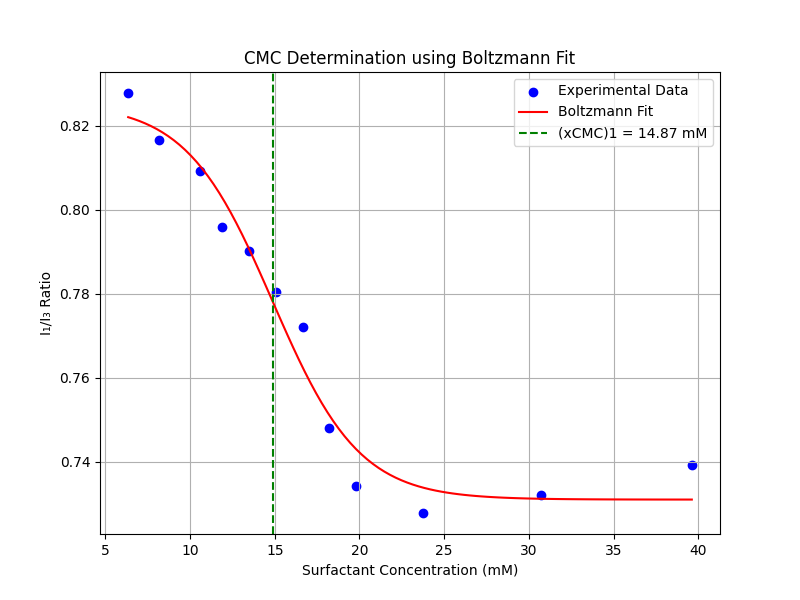 CMC Determination using Boltzmann Fit
Experimental Data
Boltzmann Fit
(xCMC)1 = 14.87 mM
I₁/I₃ Ratio
0.82
0.80
0.78
0.76
0.74
5 10 15 20 25 30 35 40
Surfactant Concentration (mM)